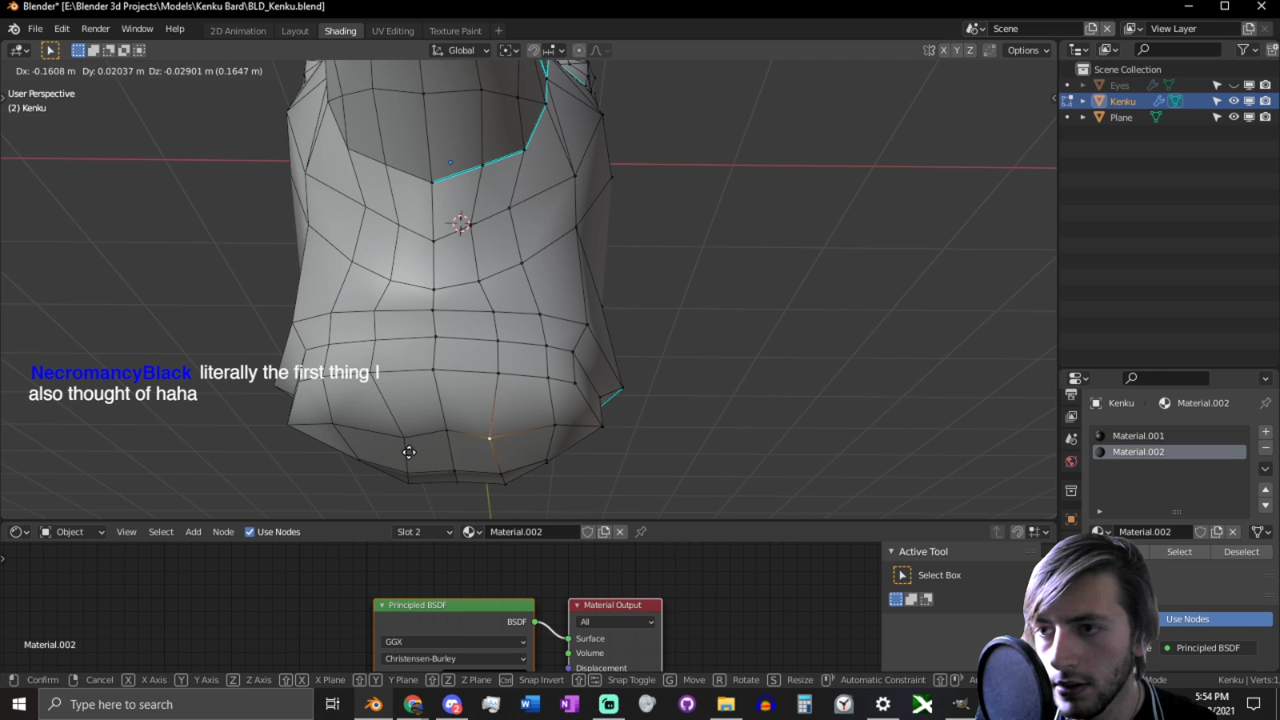 Blender* [E:\Blender 3d Projects\Models\Kenku Bard\BLD_Kenku.blend]
File Edit Render Window Help 2D Animation Layout Shading UV Editing Texture Paint + Scene View Layer
Global X Y Z Options
Dx: -0.1608 m Dy: 0.02037 m Dz: -0.02901 m (0.1647 m)
User Perspective
(2) Kenku
Scene Collection
Eyes
Kenku
Plane
NecromancyBlack literally the first thing I
also thought of haha
Kenku Material.002
Material.001
Material.002
Object View Select Add Node Use Nodes Slot 2 Material.002
Material.002
Active Tool
Select Deselect
Select Box
Principled BSDF Material Output
BSDF All
GGX Surface
Christensen-Burley Volume
Displacement
Use Nodes
Principled BSDF
Material.002
Confirm Cancel X X Axis Y Y Axis Z Z Axis X X Plane Y Y Plane Z Z Plane Ctrl Snap Invert Snap Toggle G Move R Rotate S Resize Automatic Constraint Mode Kenku | Verts:1
Type here to search
5:54 PM